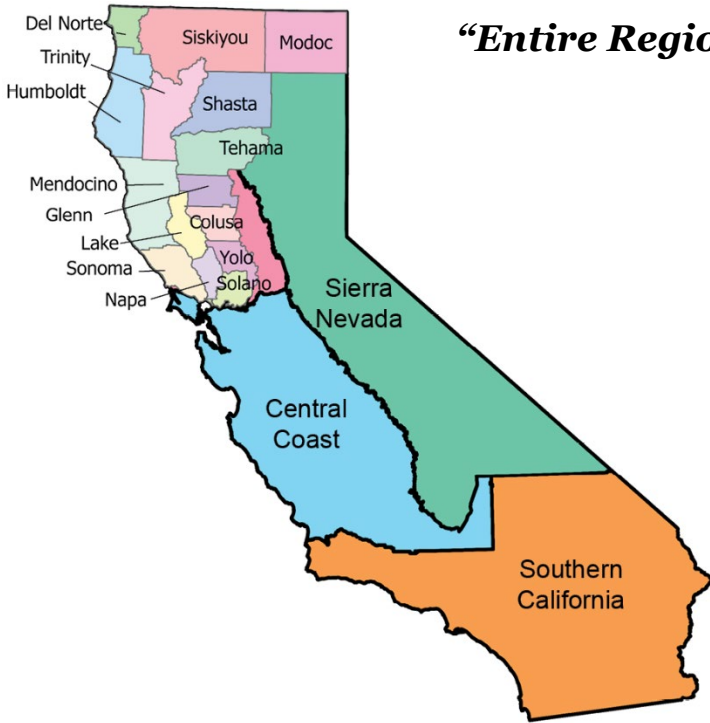 “Entire Regio
Del Norte
Siskiyou
Modoc
Trinity
Humboldt
Shasta
Tehama
Mendocino
Glenn
Colusa
Lake
Yolo
Sonoma
Solano
Napa
Sierra
Nevada
Central
Coast
Southern
California